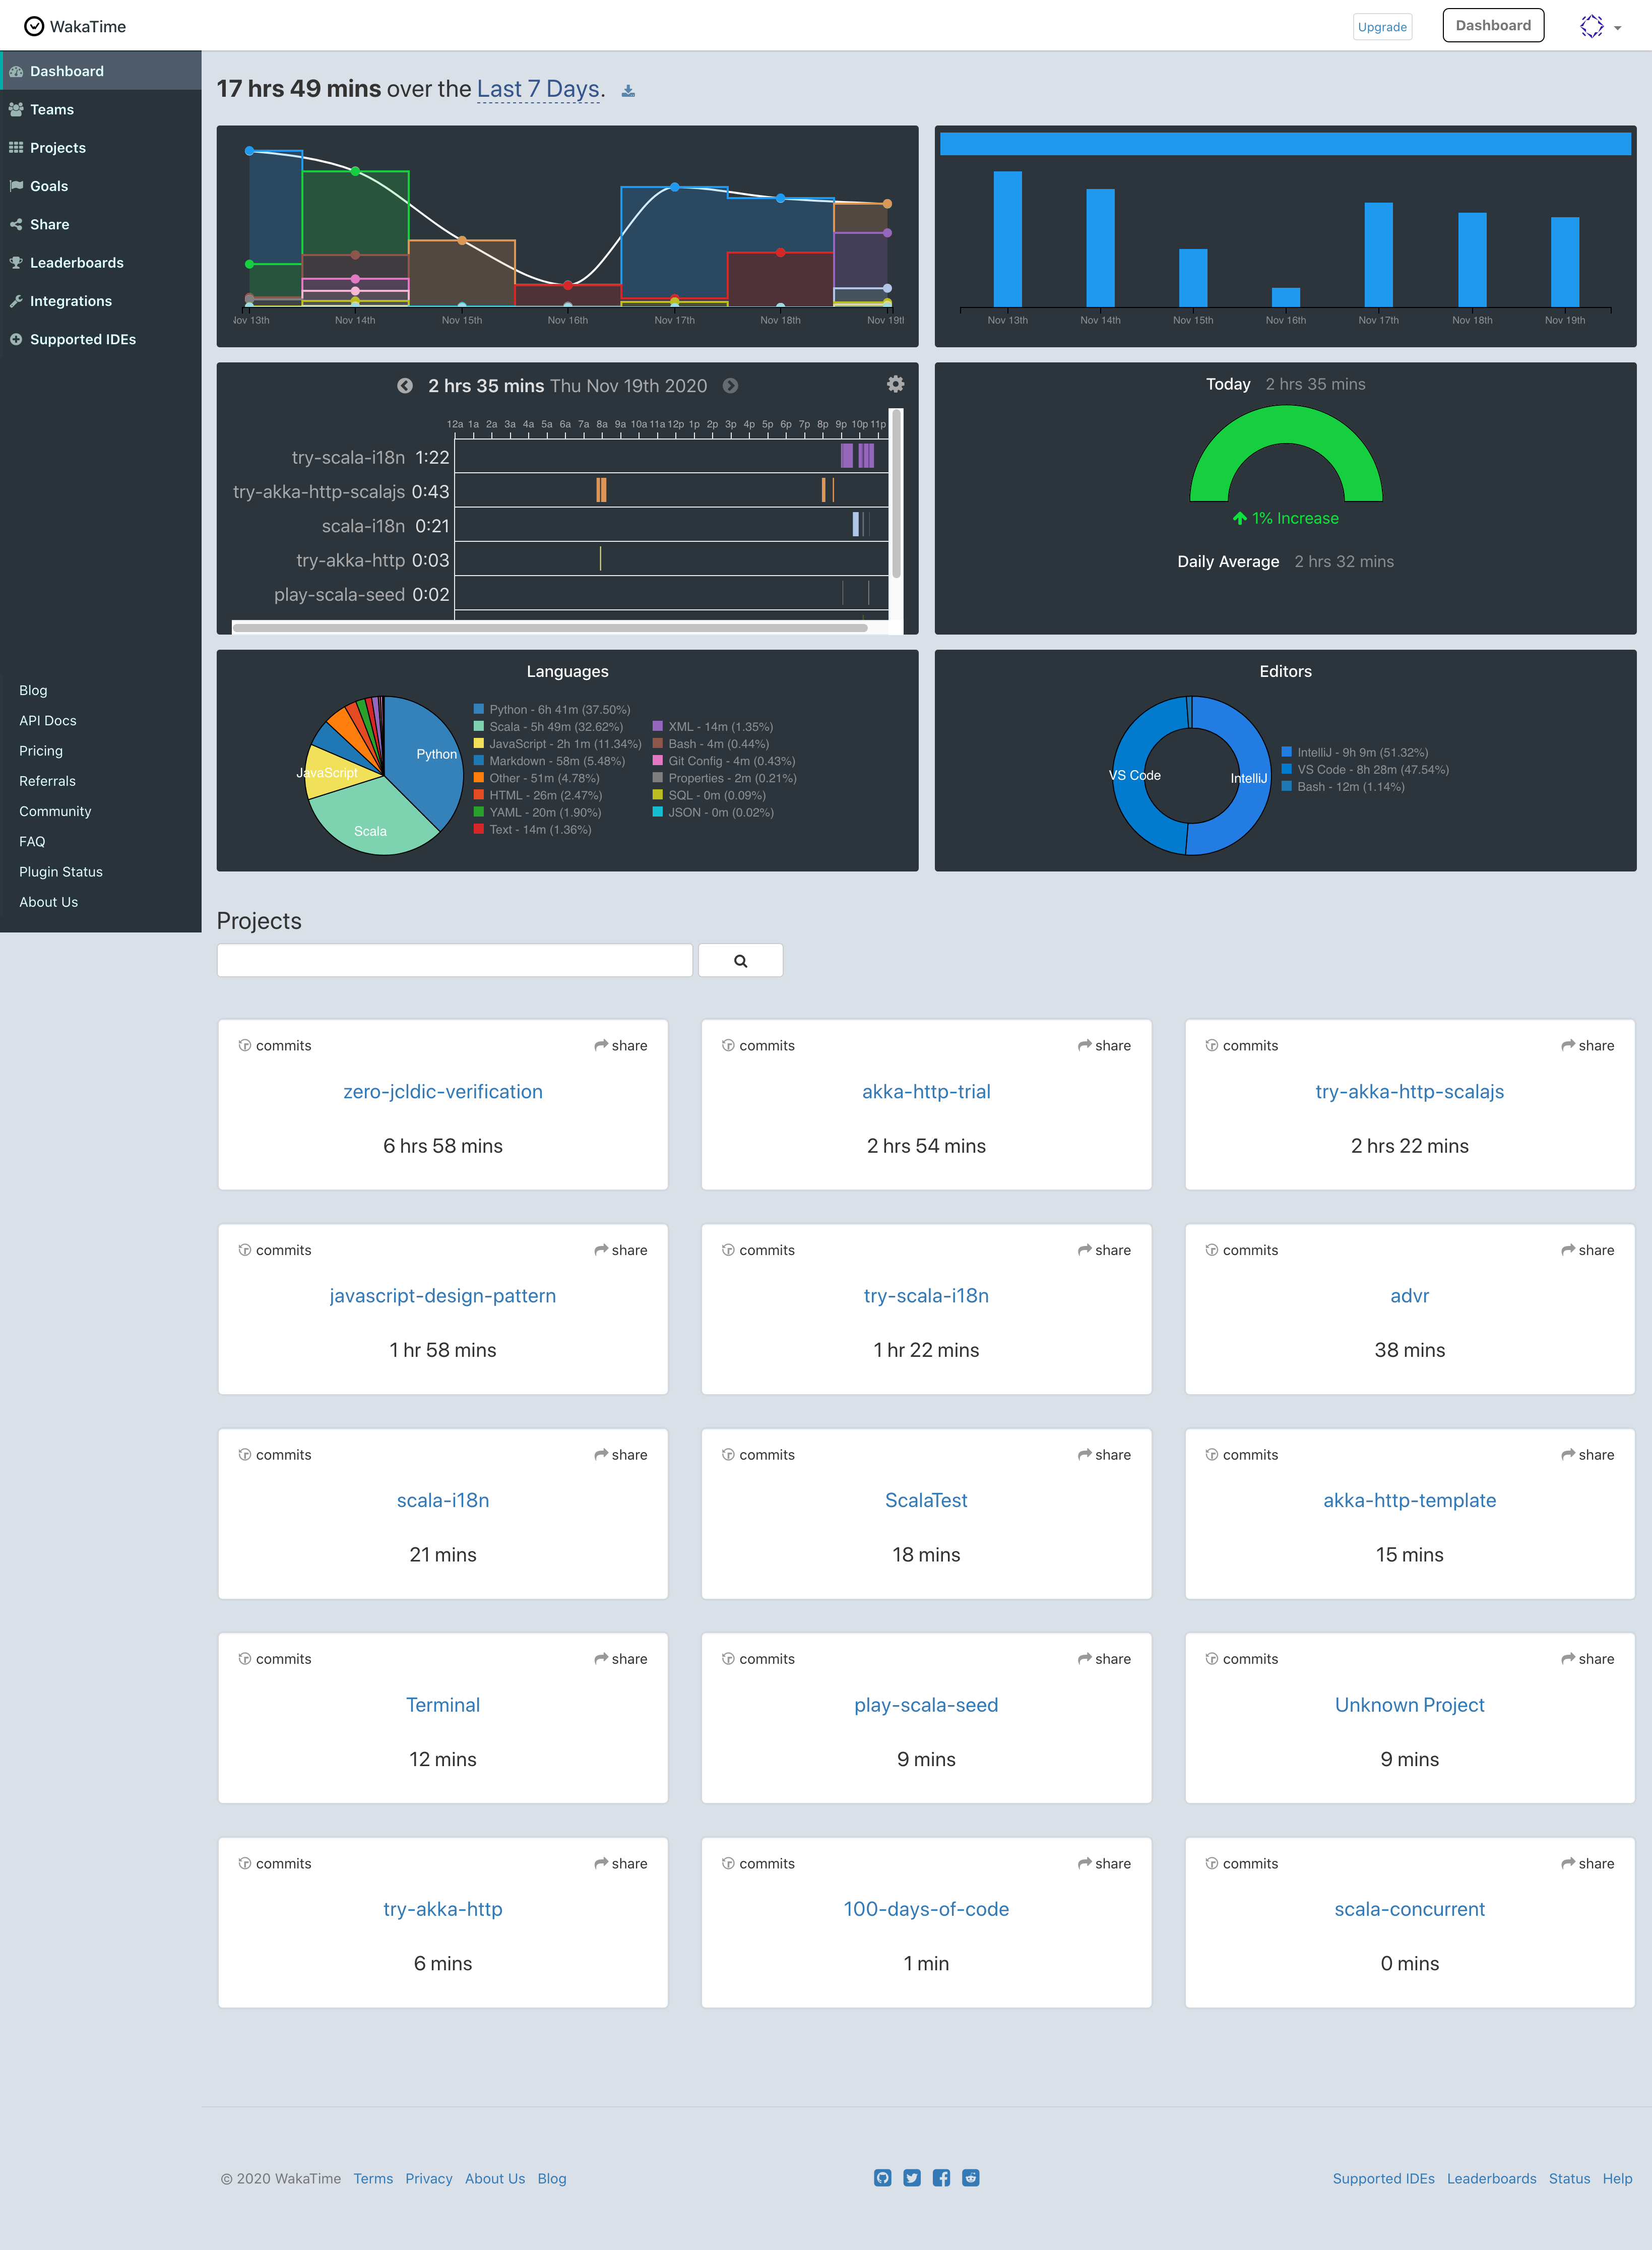 WakaTime
Upgrade
Dashboard
Dashboard
Teams
Projects
Goals
Share
Leaderboards
Integrations
Supported IDEs
Blog
API Docs
Pricing
Referrals
Community
FAQ
Plugin Status
About Us
17 hrs 49 mins over the Last 7 Days.
Nov 13th Nov 14th Nov 15th Nov 16th Nov 17th Nov 18th Nov 19th
Nov 13th Nov 14th Nov 15th Nov 16th Nov 17th Nov 18th Nov 19th
2 hrs 35 mins Thu Nov 19th 2020
12a 1a 2a 3a 4a 5a 6a 7a 8a 9a 10a 11a 12p 1p 2p 3p 4p 5p 6p 7p 8p 9p 10p 11p
try-scala-i18n 1:22
try-akka-http-scalajs 0:43
scala-i18n 0:21
try-akka-http 0:03
play-scala-seed 0:02
Today 2 hrs 35 mins
1% Increase
Daily Average 2 hrs 32 mins
Languages
Python
JavaScript
Scala
Python - 6h 41m (37.50%)
Scala - 5h 49m (32.62%)
JavaScript - 2h 1m (11.34%)
Markdown - 58m (5.48%)
Other - 51m (4.78%)
HTML - 26m (2.47%)
YAML - 20m (1.90%)
Text - 14m (1.36%)
XML - 14m (1.35%)
Bash - 4m (0.44%)
Git Config - 4m (0.43%)
Properties - 2m (0.21%)
SQL - 0m (0.09%)
JSON - 0m (0.02%)
Editors
VS Code
IntelliJ
IntelliJ - 9h 9m (51.32%)
VS Code - 8h 28m (47.54%)
Bash - 12m (1.14%)
Projects
commits share
zero-jcldic-verification
6 hrs 58 mins
commits share
akka-http-trial
2 hrs 54 mins
commits share
try-akka-http-scalajs
2 hrs 22 mins
commits share
javascript-design-pattern
1 hr 58 mins
commits share
try-scala-i18n
1 hr 22 mins
commits share
advr
38 mins
commits share
scala-i18n
21 mins
commits share
ScalaTest
18 mins
commits share
akka-http-template
15 mins
commits share
Terminal
12 mins
commits share
play-scala-seed
9 mins
commits share
Unknown Project
9 mins
commits share
try-akka-http
6 mins
commits share
100-days-of-code
1 min
commits share
scala-concurrent
0 mins
© 2020 WakaTime Terms Privacy About Us Blog
Supported IDEs Leaderboards Status Help